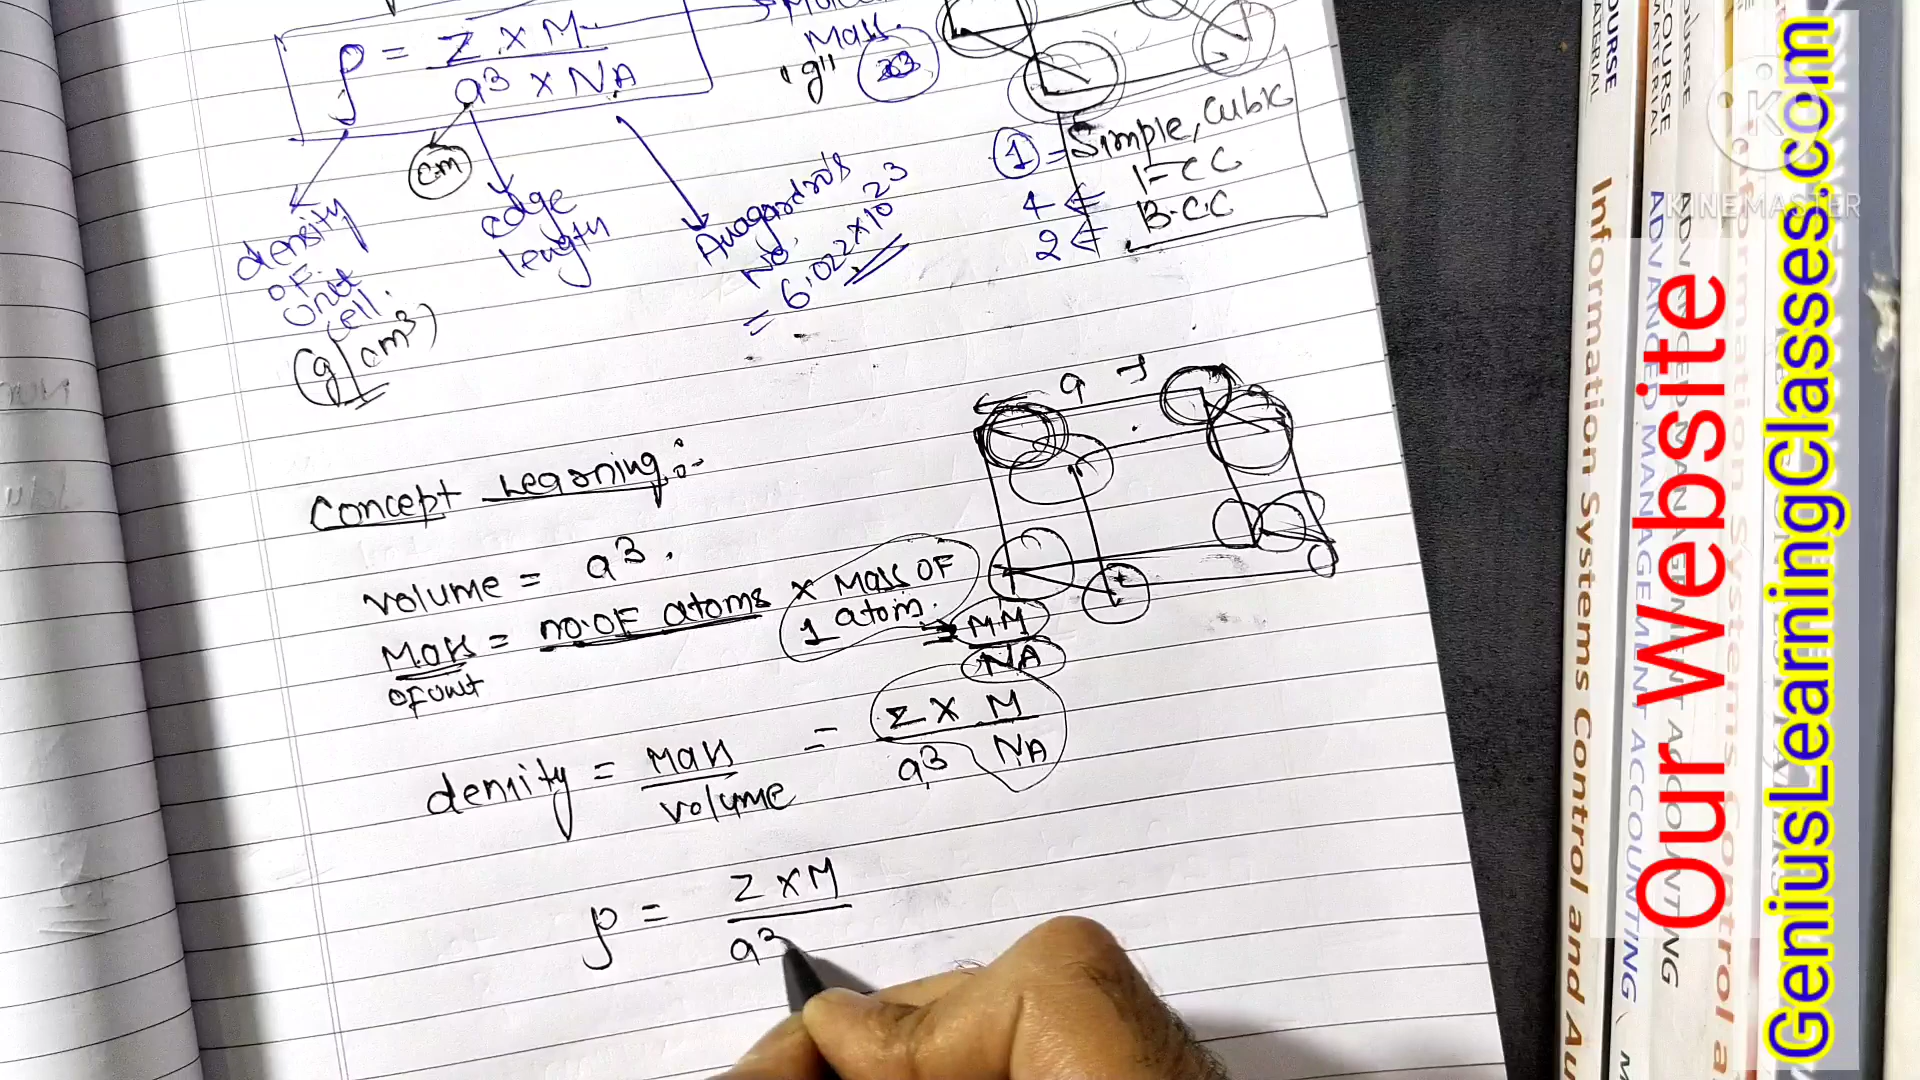 ρ = Z × M
a³ × NA
Mass
"g"
cm
density
of
unit
cell.
(g/cm³)
edge
length
No.
= 6.022×10²³
1 = Simple, Cubic
4 ⇐ FCC
2 ⇐ B.C.C
a
Concept Learning:-
volume = a³.
Mass = no.of atoms × Mass of
1 atom. ⇒ MM
NA
of unit
density = Mass = Z × M
volume a³ NA
ρ = Z × M
a³
KINEMASTER
Our Website
GeniusLearningClasses.com
Information Systems Control and Au
ADVANCED MANAGEMENT ACCOUNTING
COURSE
MATERIAL